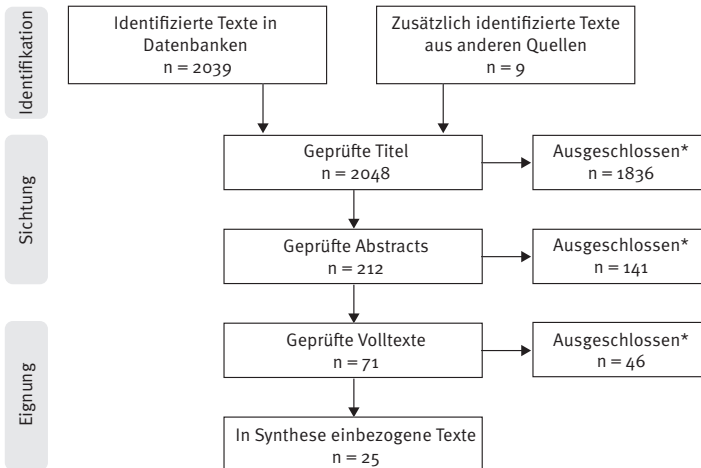 Identifikation
Identifizierte Texte in
Datenbanken
n = 2039
Zusätzlich identifizierte Texte
aus anderen Quellen
n = 9
Sichtung
Geprüfte Titel
n = 2048
Ausgeschlossen*
n = 1836
Geprüfte Abstracts
n = 212
Ausgeschlossen*
n = 141
Eignung
Geprüfte Volltexte
n = 71
Ausgeschlossen*
n = 46
In Synthese einbezogene Texte
n = 25